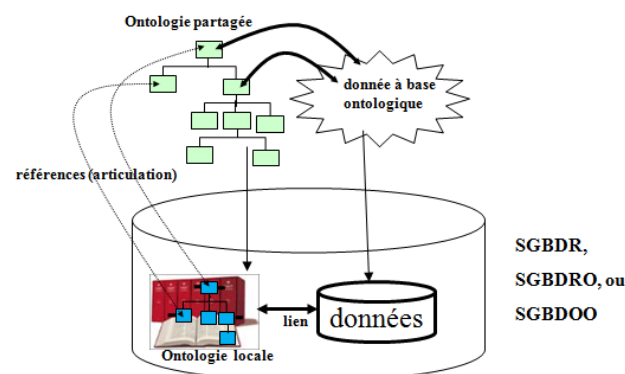 Ontologie partagée
donnée à base
ontologique
références (articulation)
SGBDR,
SGBDRO, ou
SGBDOO
lien
données
Ontologie locale